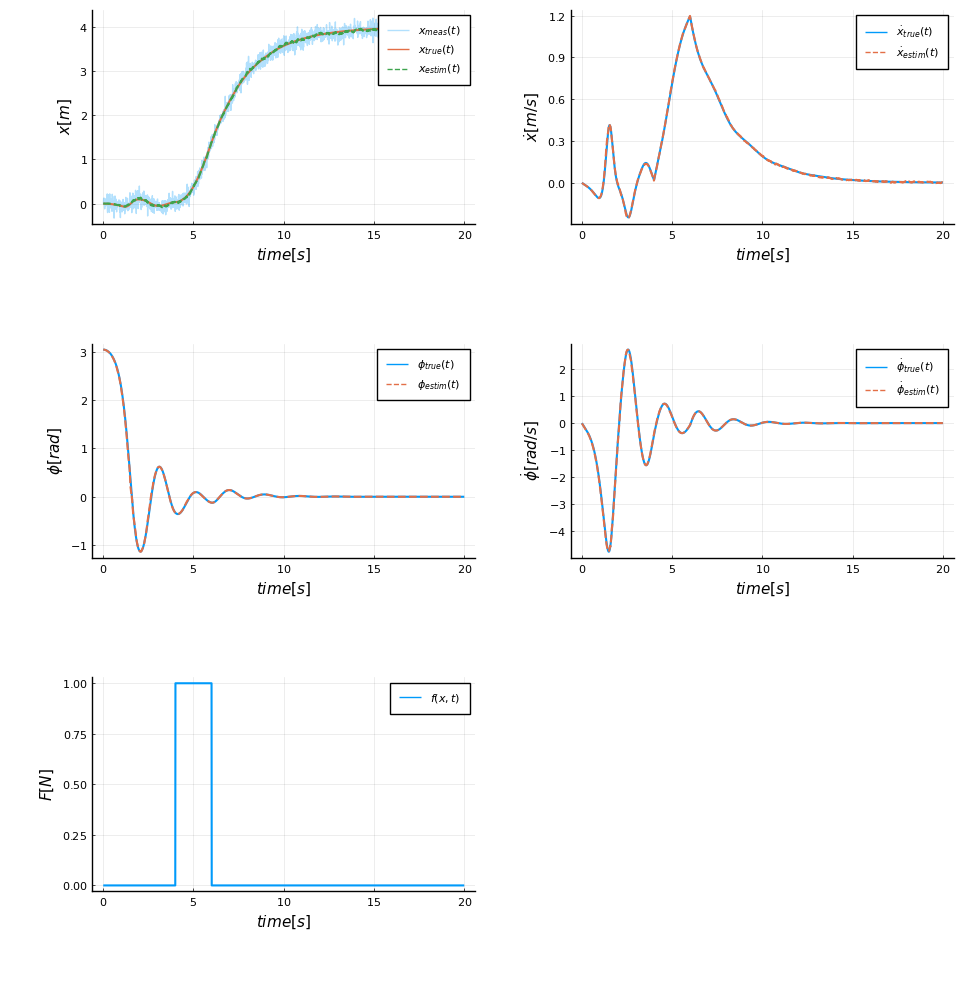 x[m]
4
3
2
1
0
x_meas(t)
x_true(t)
x_estim(t)
0 5 10 15 20
time[s]
ẋ[m/s]
1.2
0.9
0.6
0.3
0.0
ẋ_true(t)
ẋ_estim(t)
0 5 10 15 20
time[s]
ϕ[rad]
3
2
1
0
−1
ϕ_true(t)
ϕ_estim(t)
0 5 10 15 20
time[s]
ϕ̇[rad/s]
2
1
0
−1
−2
−3
−4
ϕ̇_true(t)
ϕ̇_estim(t)
0 5 10 15 20
time[s]
F[N]
1.00
0.75
0.50
0.25
0.00
f(x, t)
0 5 10 15 20
time[s]